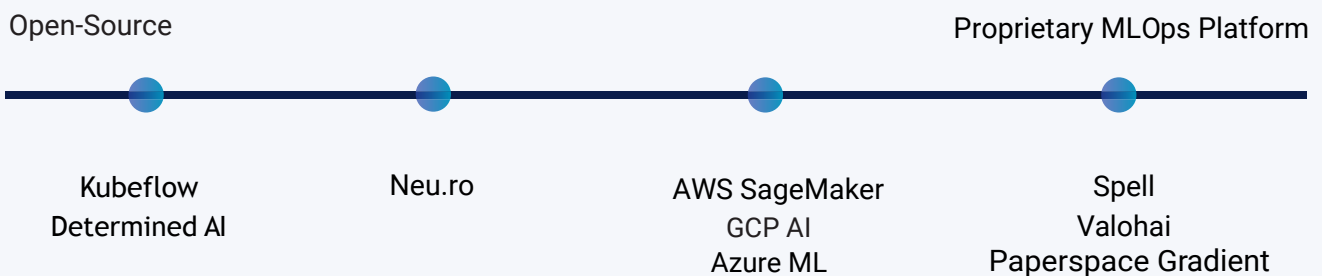 Open-Source
Proprietary MLOps Platform
Kubeflow
Determined AI
Neu.ro
AWS SageMaker
GCP AI
Azure ML
Spell
Valohai
Paperspace Gradient